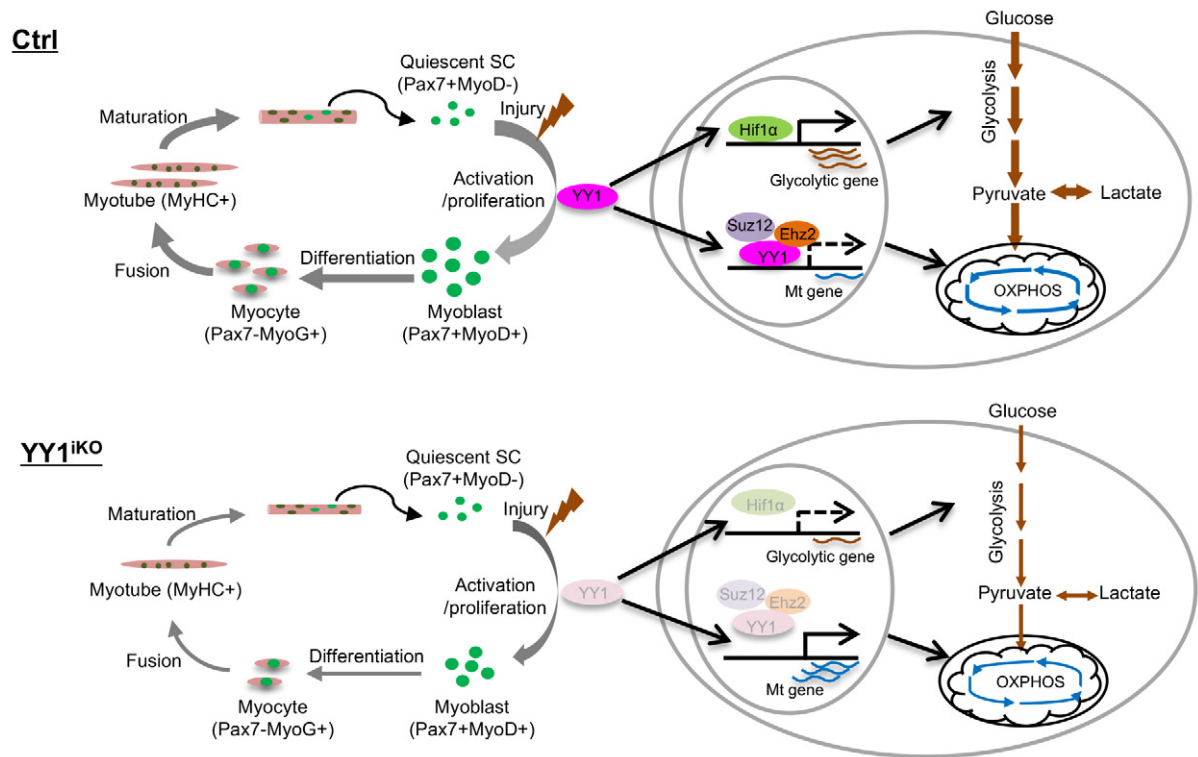 Ctrl
Quiescent SC
(Pax7+MyoD-)
Injury
Maturation
Myotube (MyHC+)
Activation
/proliferation
YY1
Fusion
Differentiation
Myocyte
(Pax7-MyoG+)
Myoblast
(Pax7+MyoD+)
Hif1α
Glycolytic gene
Suz12
Ehz2
YY1
Mt gene
Glucose
Glycolysis
Pyruvate
Lactate
OXPHOS
YY1iKO
Quiescent SC
(Pax7+MyoD-)
Injury
Maturation
Myotube (MyHC+)
Activation
/proliferation
YY1
Fusion
Differentiation
Myocyte
(Pax7-MyoG+)
Myoblast
(Pax7+MyoD+)
Hif1α
Glycolytic gene
Suz12
Ehz2
YY1
Mt gene
Glucose
Glycolysis
Pyruvate
Lactate
OXPHOS